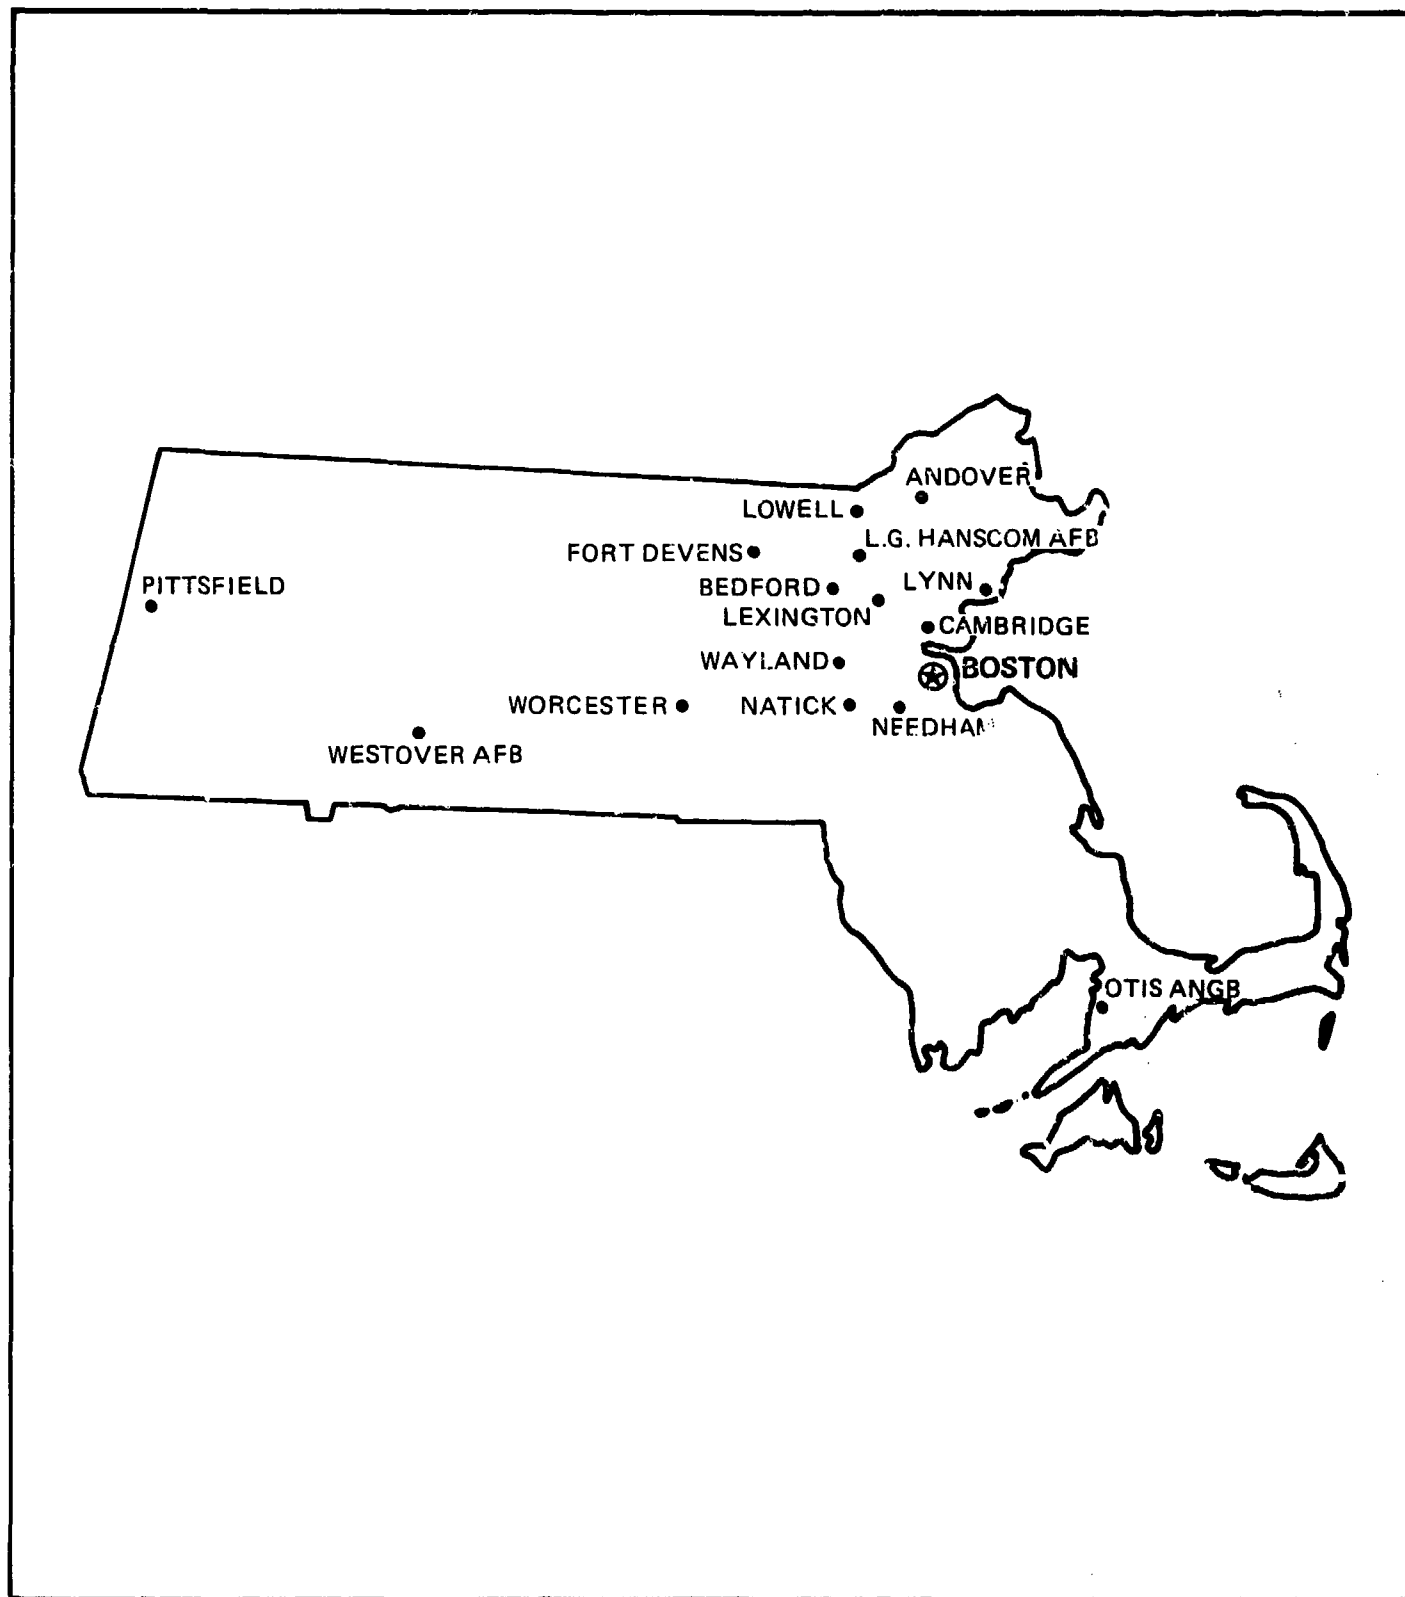 ANDOVER
LOWELL
L.G. HANSCOM AFB
FORT DEVENS
LYNN
PITTSFIELD
BEDFORD
LEXINGTON
CAMBRIDGE
WAYLAND
BOSTON
WORCESTER
NATICK
NEEDHAM
WESTOVER AFB
OTIS ANGB